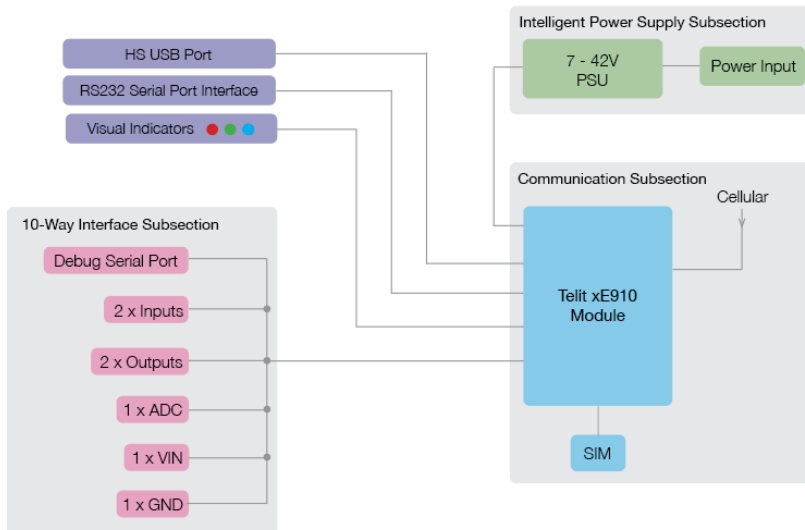 HS USB Port
RS232 Serial Port Interface
Visual Indicators
Intelligent Power Supply Subsection
7 - 42V
PSU
Power Input
Communication Subsection
Cellular
Telit xE910
Module
SIM
10-Way Interface Subsection
Debug Serial Port
2 x Inputs
2 x Outputs
1 x ADC
1 x VIN
1 x GND